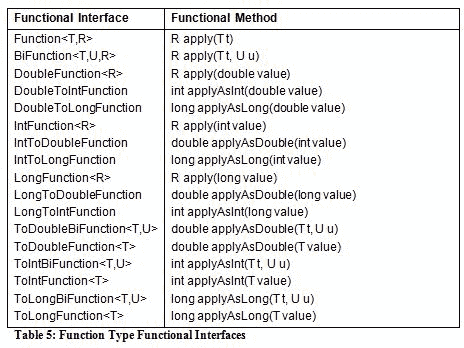 Functional Interface Functional Method
Function<T,R> R apply(T t)
BiFunction<T,U,R> R apply(T t, U u)
DoubleFunction<R> R apply(double value)
DoubleToIntFunction int applyAsInt(double value)
DoubleToLongFunction long applyAsLong(double value)
IntFunction<R> R apply(int value)
IntToDoubleFunction double applyAsDouble(int value)
IntToLongFunction long applyAsLong(int value)
LongFunction<R> R apply(long value)
LongToDoubleFunction double applyAsDouble(long value)
LongToIntFunction int applyAsInt(long value)
ToDoubleBiFunction<T,U> double applyAsDouble(T t, U u)
ToDoubleFunction<T> double applyAsDouble(T value)
ToIntBiFunction<T,U> int applyAsInt(T t, U u)
ToIntFunction<T> int applyAsInt(T value)
ToLongBiFunction<T,U> long applyAsLong(T t, U u)
ToLongFunction<T> long applyAsLong(T value)
Table 5: Function Type Functional Interfaces